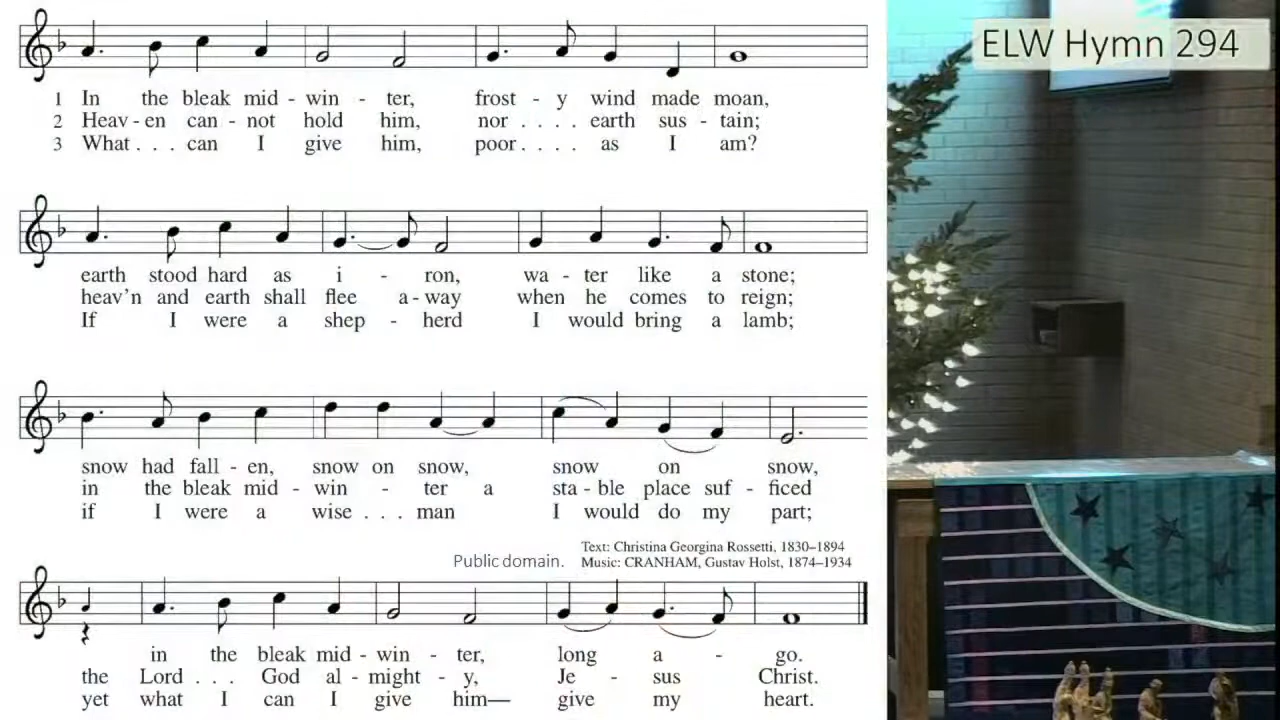 ELW Hymn 294
1 In the bleak mid - win - ter, frost - y wind made moan,
2 Heav - en can - not hold him, nor . . . . earth sus - tain;
3 What . . . can I give him, poor . . . . as I am?
earth stood hard as i - ron, wa - ter like a stone;
heav'n and earth shall flee a - way when he comes to reign;
If I were a shep - herd I would bring a lamb;
snow had fall - en, snow on snow, snow on snow,
in the bleak mid - win - ter a sta - ble place suf - ficed
if I were a wise . . . man I would do my part;
Public domain.
Text: Christina Georgina Rossetti, 1830–1894
Music: CRANHAM, Gustav Holst, 1874–1934
in the bleak mid - win - ter, long a - go.
the Lord . . . God al - might - y, Je - sus Christ.
yet what I can I give him— give my heart.